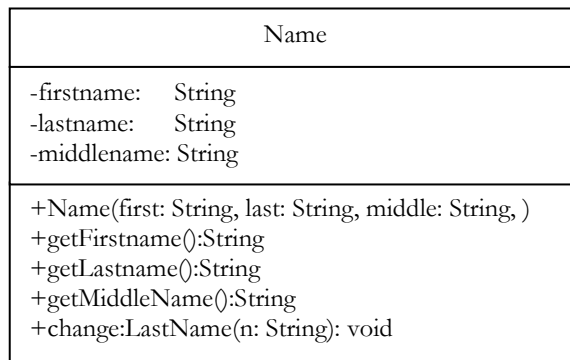 Name
-firstname: String
-lastname: String
-middlename: String
+Name(first: String, last: String, middle: String, )
+getFirstname():String
+getLastname():String
+getMiddleName():String
+change:LastName(n: String): void